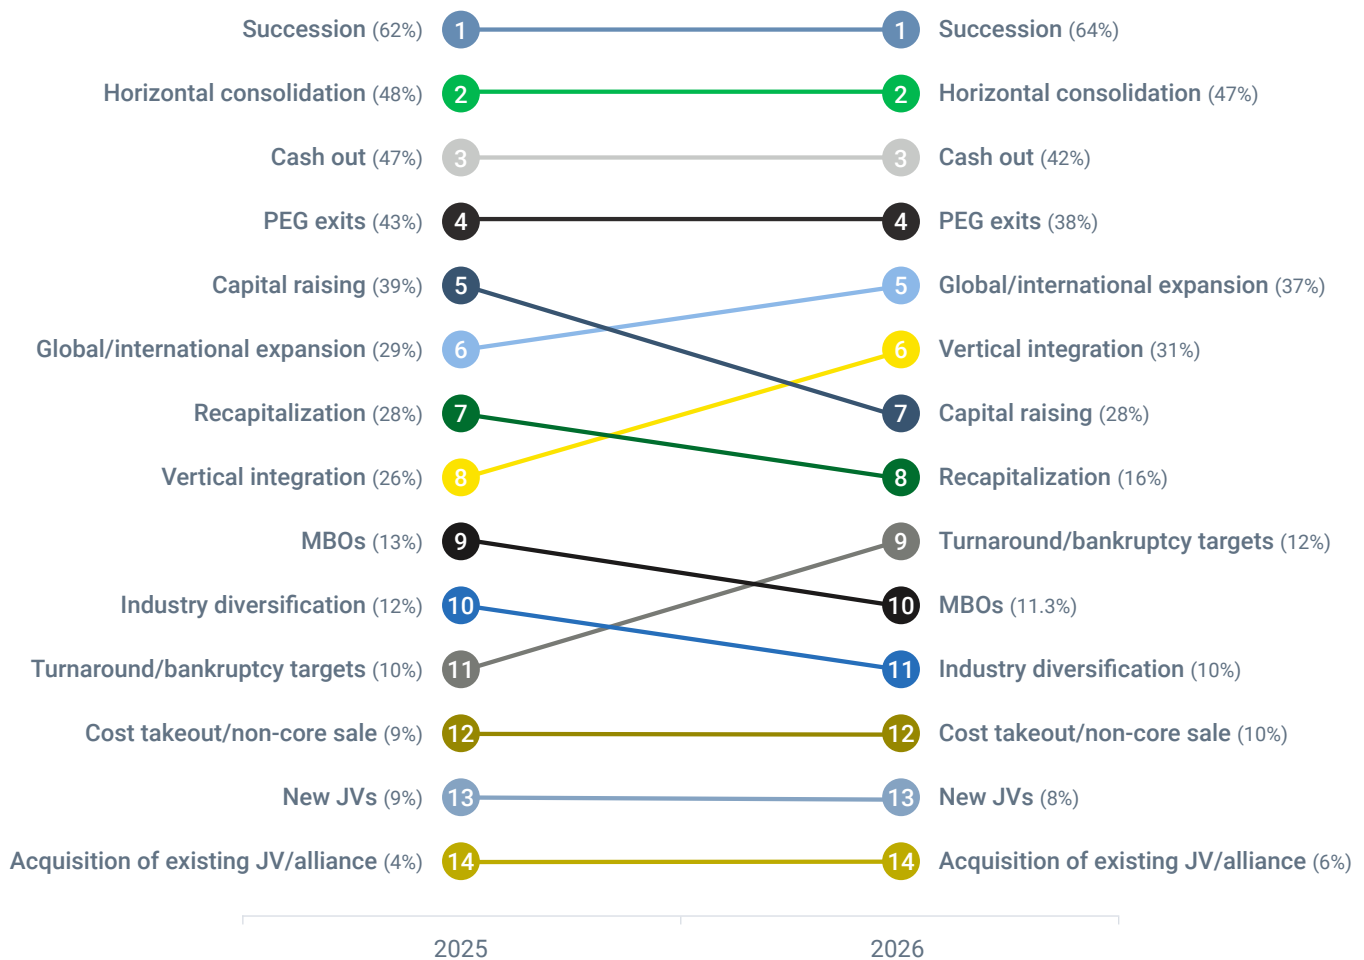 Succession (62%) 1 1 Succession (64%)
Horizontal consolidation (48%) 2 2 Horizontal consolidation (47%)
Cash out (47%) 3 3 Cash out (42%)
PEG exits (43%) 4 4 PEG exits (38%)
Capital raising (39%) 5 5 Global/international expansion (37%)
Global/international expansion (29%) 6 6 Vertical integration (31%)
Recapitalization (28%) 7 7 Capital raising (28%)
Vertical integration (26%) 8 8 Recapitalization (16%)
MBOs (13%) 9 9 Turnaround/bankruptcy targets (12%)
Industry diversification (12%) 10 10 MBOs (11.3%)
Turnaround/bankruptcy targets (10%) 11 11 Industry diversification (10%)
Cost takeout/non-core sale (9%) 12 12 Cost takeout/non-core sale (10%)
New JVs (9%) 13 13 New JVs (8%)
Acquisition of existing JV/alliance (4%) 14 14 Acquisition of existing JV/alliance (6%)
2025 2026